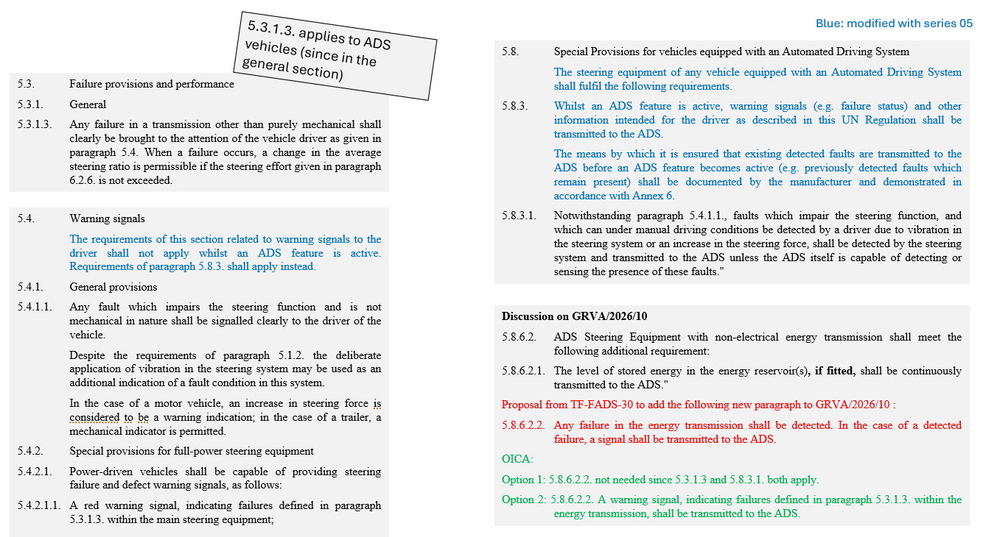 5.3.1.3. applies to ADS
vehicles (since in the
general section)
5.3. Failure provisions and performance
5.3.1. General
5.3.1.3. Any failure in a transmission other than purely mechanical shall
clearly be brought to the attention of the vehicle driver as given in
paragraph 5.4. When a failure occurs, a change in the average
steering ratio is permissible if the steering effort given in paragraph
6.2.6. is not exceeded.
5.4. Warning signals
The requirements of this section related to warning signals to the
driver shall not apply whilst an ADS feature is active.
Requirements of paragraph 5.8.3. shall apply instead.
5.4.1. General provisions
5.4.1.1. Any fault which impairs the steering function and is not
mechanical in nature shall be signalled clearly to the driver of the
vehicle.
Despite the requirements of paragraph 5.1.2. the deliberate
application of vibration in the steering system may be used as an
additional indication of a fault condition in this system.
In the case of a motor vehicle, an increase in steering force is
considered to be a warning indication; in the case of a trailer, a
mechanical indicator is permitted.
5.4.2. Special provisions for full-power steering equipment
5.4.2.1. Power-driven vehicles shall be capable of providing steering
failure and defect warning signals, as follows:
5.4.2.1.1. A red warning signal, indicating failures defined in paragraph
5.3.1.3. within the main steering equipment;
Blue: modified with series 05
5.8. Special Provisions for vehicles equipped with an Automated Driving System
The steering equipment of any vehicle equipped with an Automated Driving System
shall fulfil the following requirements.
5.8.3. Whilst an ADS feature is active, warning signals (e.g. failure status) and other
information intended for the driver as described in this UN Regulation shall be
transmitted to the ADS.
The means by which it is ensured that existing detected faults are transmitted to the
ADS before an ADS feature becomes active (e.g. previously detected faults which
remain present) shall be documented by the manufacturer and demonstrated in
accordance with Annex 6.
5.8.3.1. Notwithstanding paragraph 5.4.1.1., faults which impair the steering function, and
which can under manual driving conditions be detected by a driver due to vibration in
the steering system or an increase in the steering force, shall be detected by the steering
system and transmitted to the ADS unless the ADS itself is capable of detecting or
sensing the presence of these faults."
Discussion on GRVA/2026/10
5.8.6.2. ADS Steering Equipment with non-electrical energy transmission shall meet the
following additional requirement:
5.8.6.2.1. The level of stored energy in the energy reservoir(s), if fitted, shall be continuously
transmitted to the ADS."
Proposal from TF-FADS-30 to add the following new paragraph to GRVA/2026/10 :
5.8.6.2.2. Any failure in the energy transmission shall be detected. In the case of a detected
failure, a signal shall be transmitted to the ADS.
OICA:
Option 1: 5.8.6.2.2. not needed since 5.3.1.3 and 5.8.3.1. both apply.
Option 2: 5.8.6.2.2. A warning signal, indicating failures defined in paragraph 5.3.1.3. within the
energy transmission, shall be transmitted to the ADS.